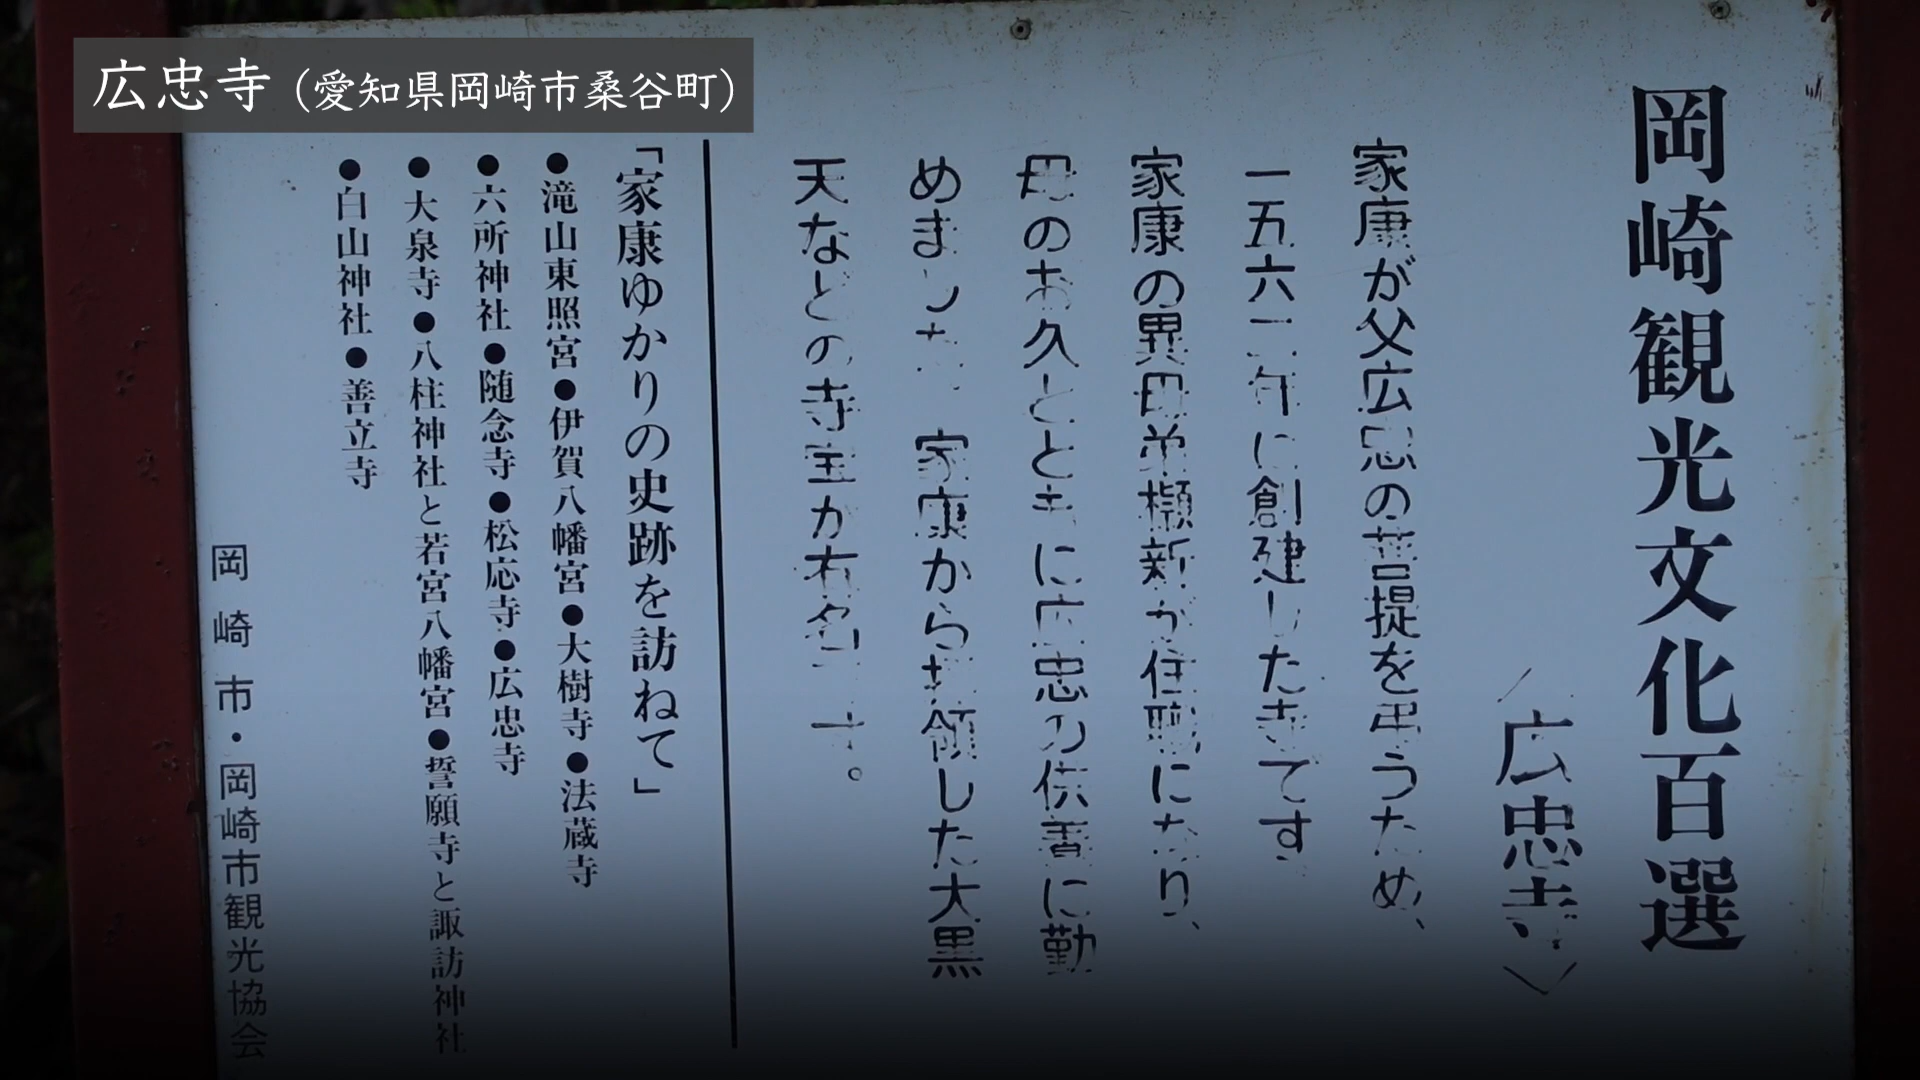 広忠寺（愛知県岡崎市桑谷町）
岡崎観光文化百選
〈広忠寺〉
家康が父広忠の菩提を弔うため、
一五六二年に創建した寺です。
家康の異母弟樵新が住職になり、
母のお久とともに広忠の供養に勤
めました。家康から拝領した大黒
天などの寺宝が有名です。
「家康ゆかりの史跡を訪ねて」
●滝山東照宮●伊賀八幡宮●大樹寺●法蔵寺
●六所神社●随念寺●松応寺●広忠寺
●大泉寺●八柱神社と若宮八幡宮●誓願寺と諏訪神社
●白山神社●善立寺
岡崎市・岡崎市観光協会